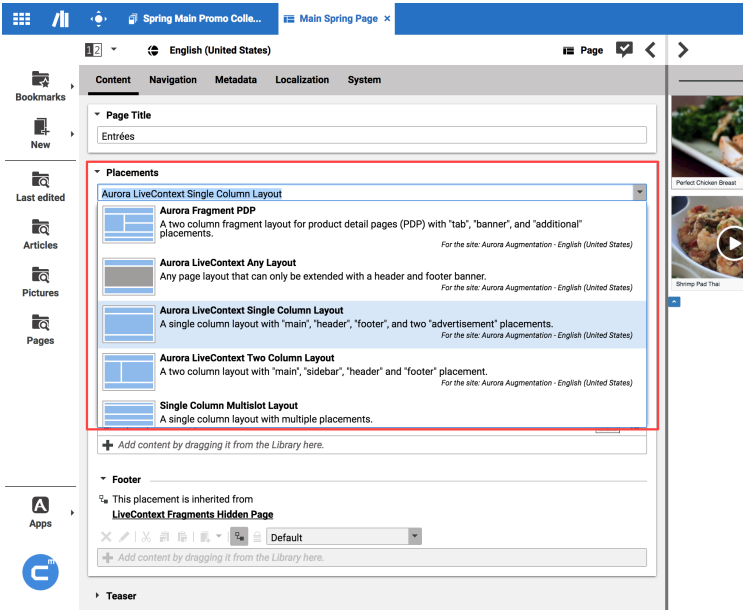 Spring Main Promo Colle...
Main Spring Page ×
12
English (United States)
Page
Content Navigation Metadata Localization System
Bookmarks
New
Last edited
Articles
Pictures
Pages
Apps
Page Title
Entrées
Placements
Aurora LiveContext Single Column Layout
Aurora Fragment PDP
A two column fragment layout for product detail pages (PDP) with "tab", "banner", and "additional"
placements.
For the site: Aurora Augmentation - English (United States)
Aurora LiveContext Any Layout
Any page layout that can only be extended with a header and footer banner.
For the site: Aurora Augmentation - English (United States)
Aurora LiveContext Single Column Layout
A single column layout with "main", "header", "footer", and two "advertisement" placements.
For the site: Aurora Augmentation - English (United States)
Aurora LiveContext Two Column Layout
A two column layout with "main", "sidebar", "header" and "footer" placement.
For the site: Aurora Augmentation - English (United States)
Single Column Multislot Layout
A single column layout with multiple placements.
Add content by dragging it from the Library here.
Footer
This placement is inherited from
LiveContext Fragments Hidden Page
Default
Add content by dragging it from the Library here.
Teaser
Perfect Chicken Breast
Shrimp Pad Thai
A
C m